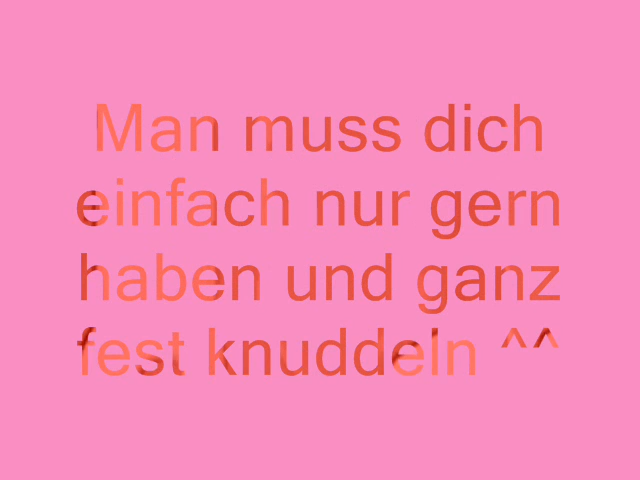 Man muss dich
einfach nur gern
haben und ganz
fest knuddeln ^^